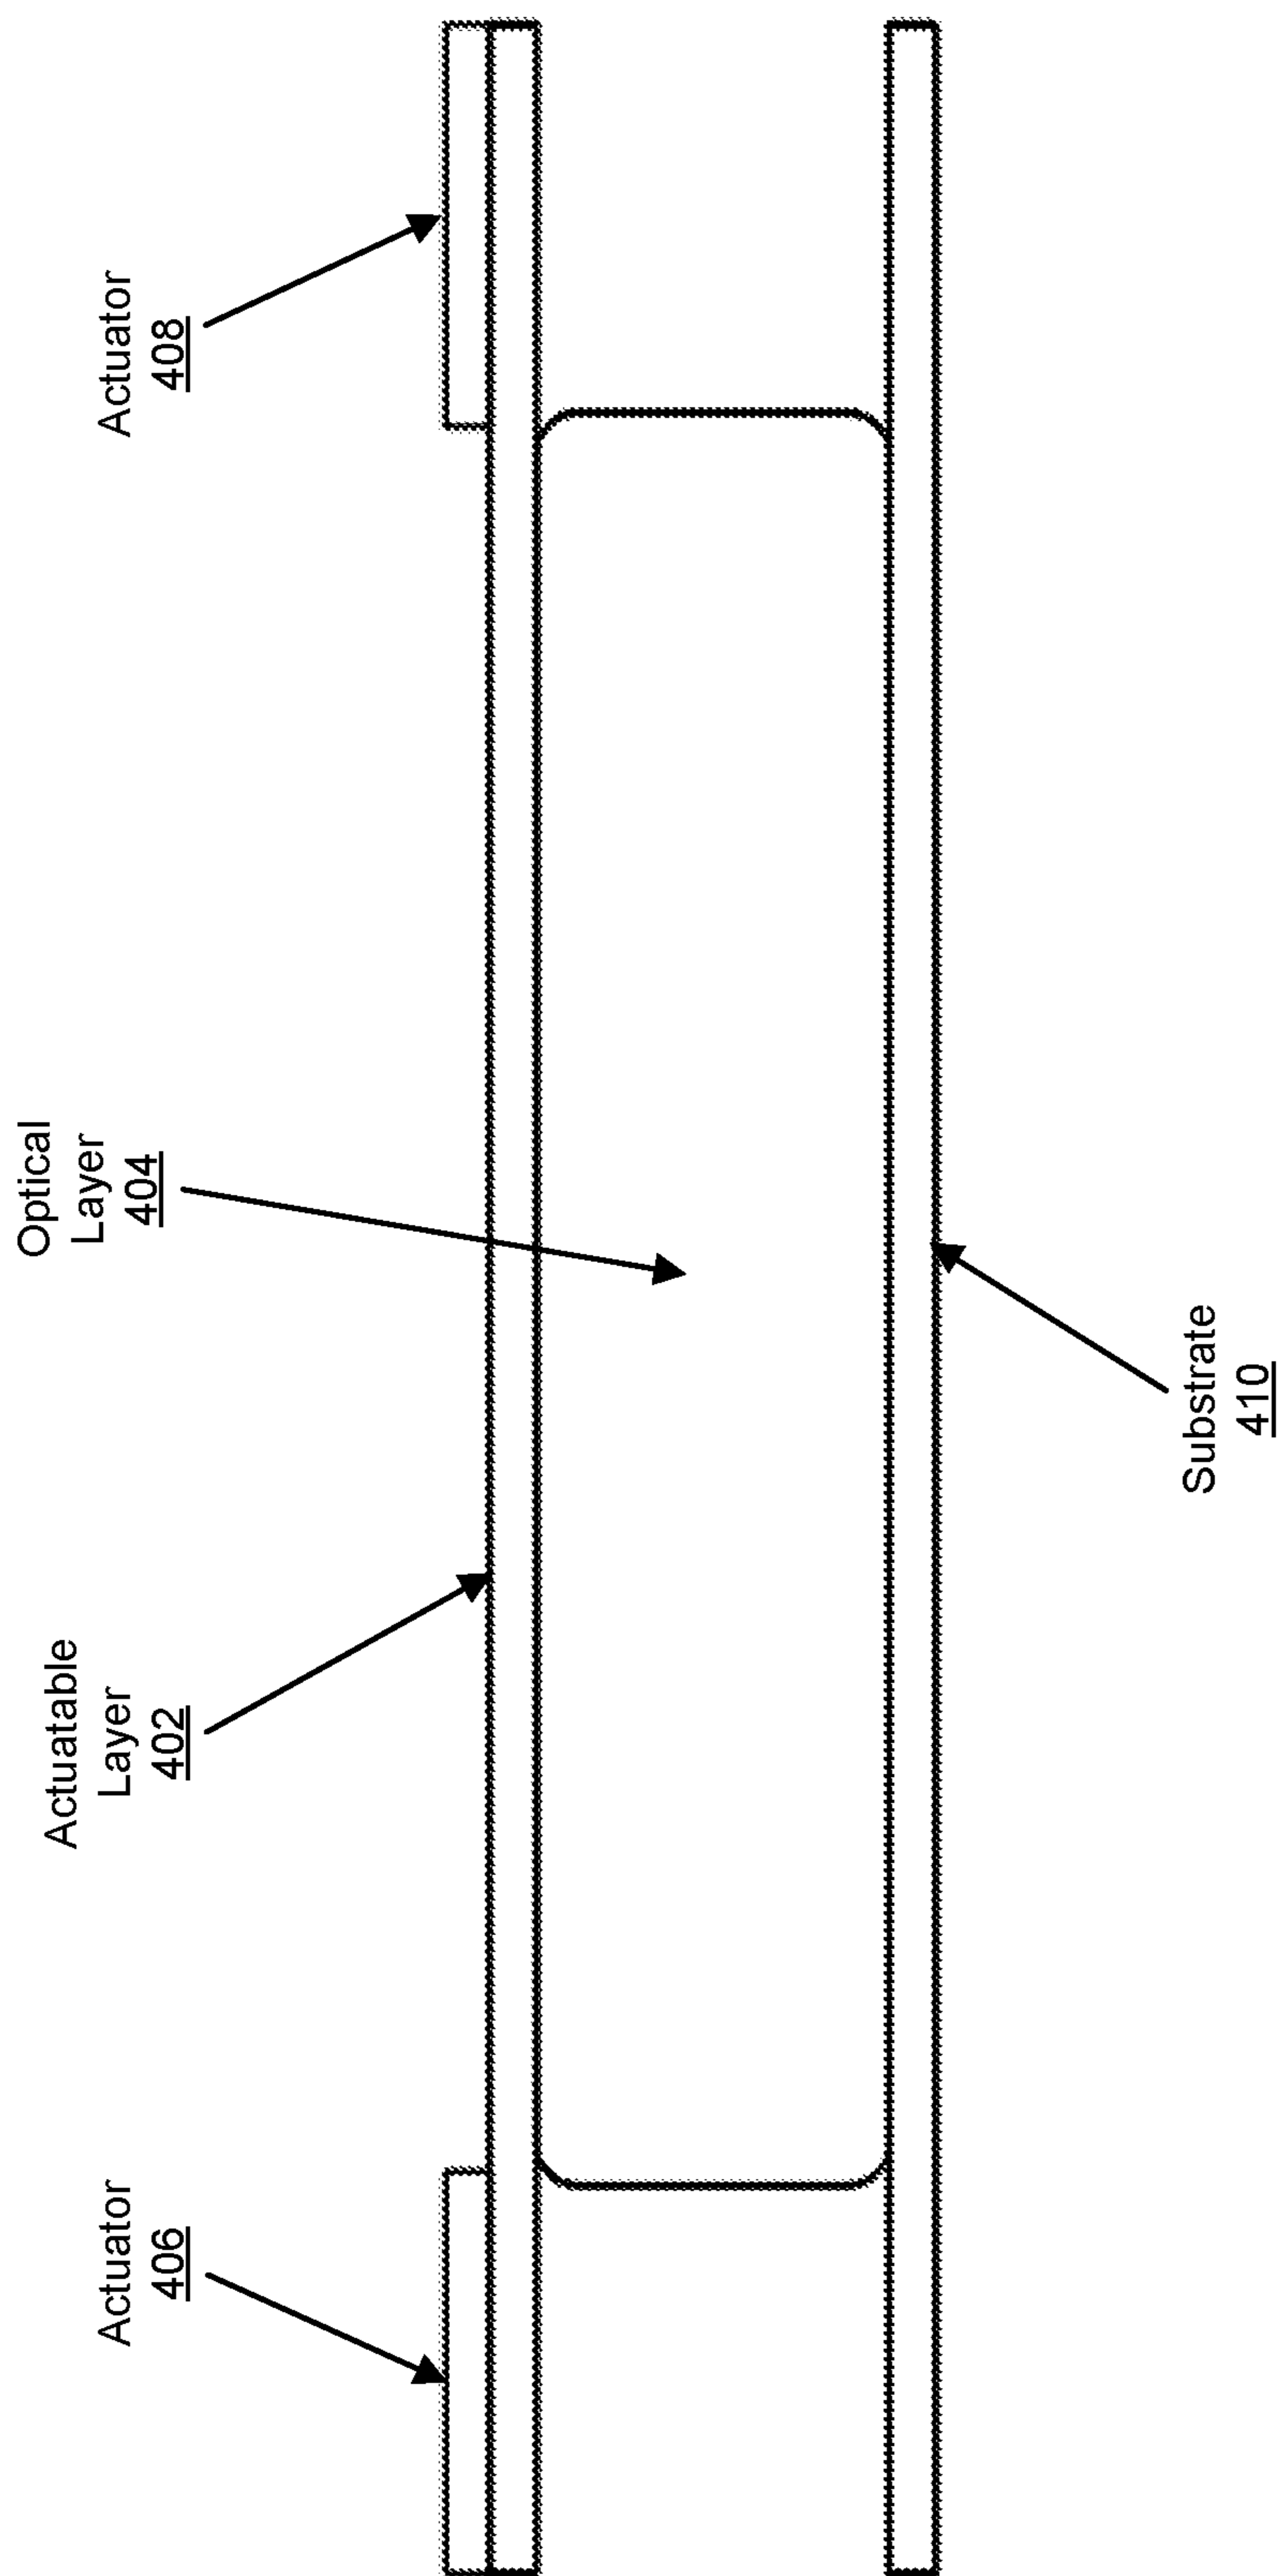 Actuator
406
Actuatable
Layer
402
Optical
Layer
404
Actuator
408
Substrate
410